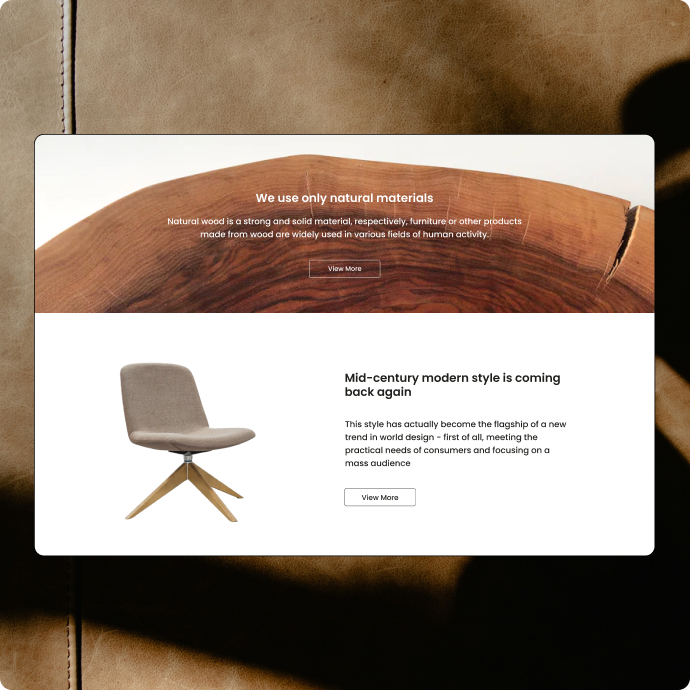 We use only natural materials
Natural wood is a strong and solid material, respectively, furniture or other products
made from wood are widely used in various fields of human activity.
View More
Mid-century modern style is coming
back again
This style has actually become the flagship of a new
trend in world design - first of all, meeting the
practical needs of consumers and focusing on a
mass audience
View More